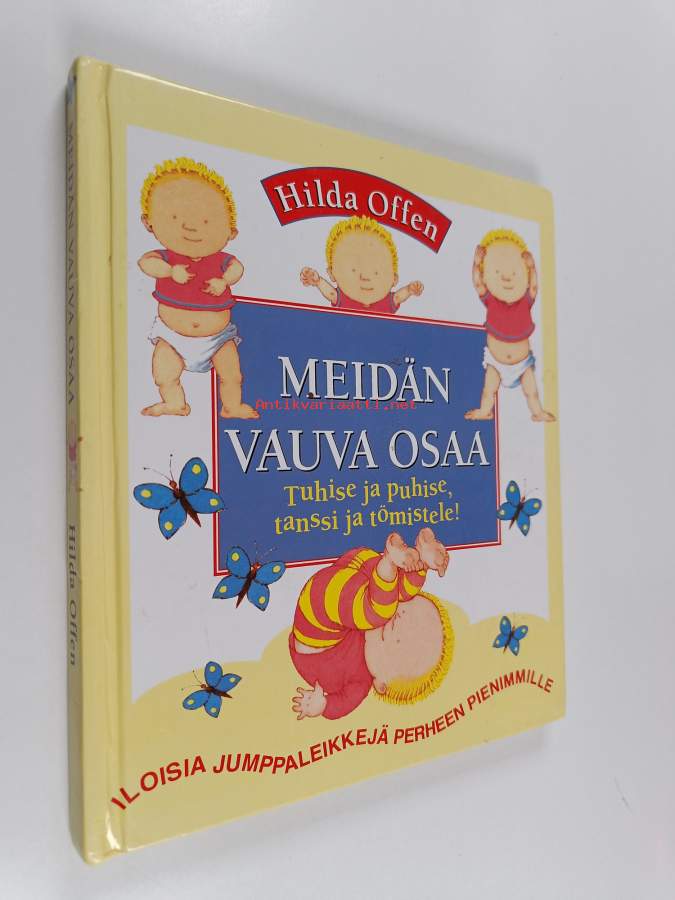 Hilda Offen
MEIDÄN
Antikvariaatti.net
VAUVA OSAA
Tuhise ja puhise,
tanssi ja tömistele!
ILOISIA JUMPPALEIKKEJÄ PERHEEN PIENIMMILLE
MEIDÄN VAUVA OSAA
Hilda Offen